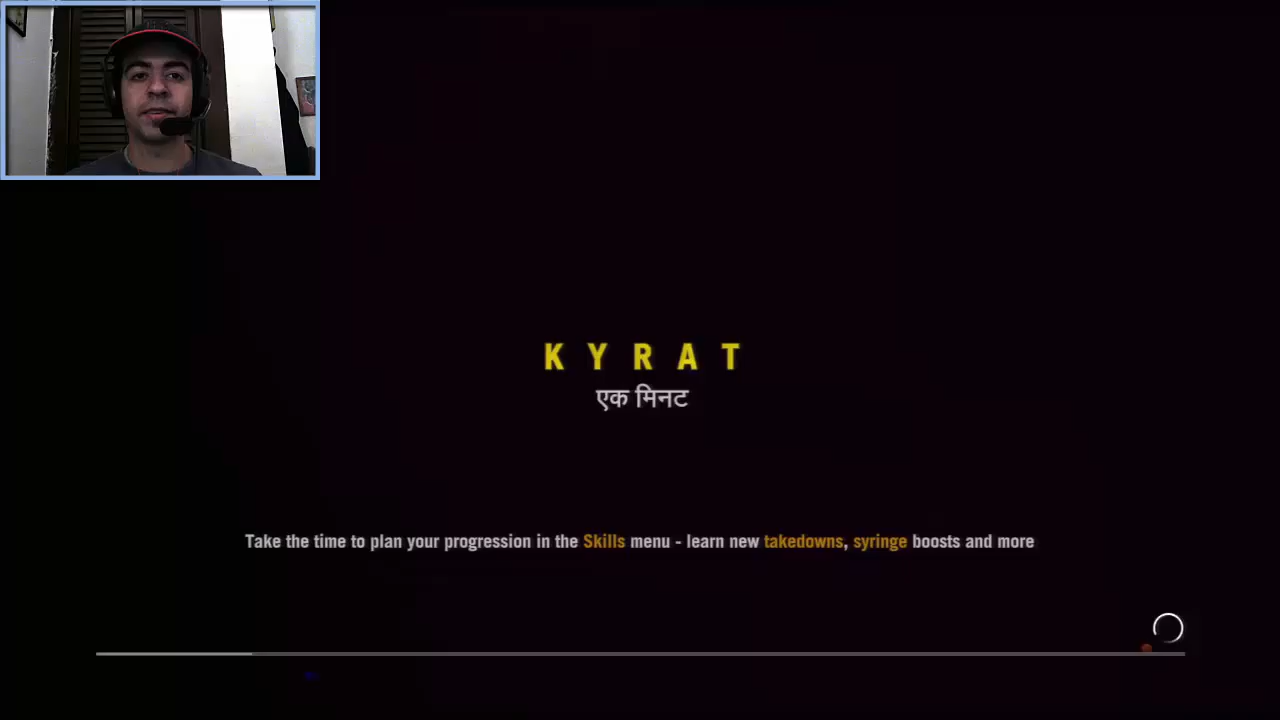 KYRAT
एक मिनट
Take the time to plan your progression in the Skills menu - learn new takedowns, syringe boosts and more